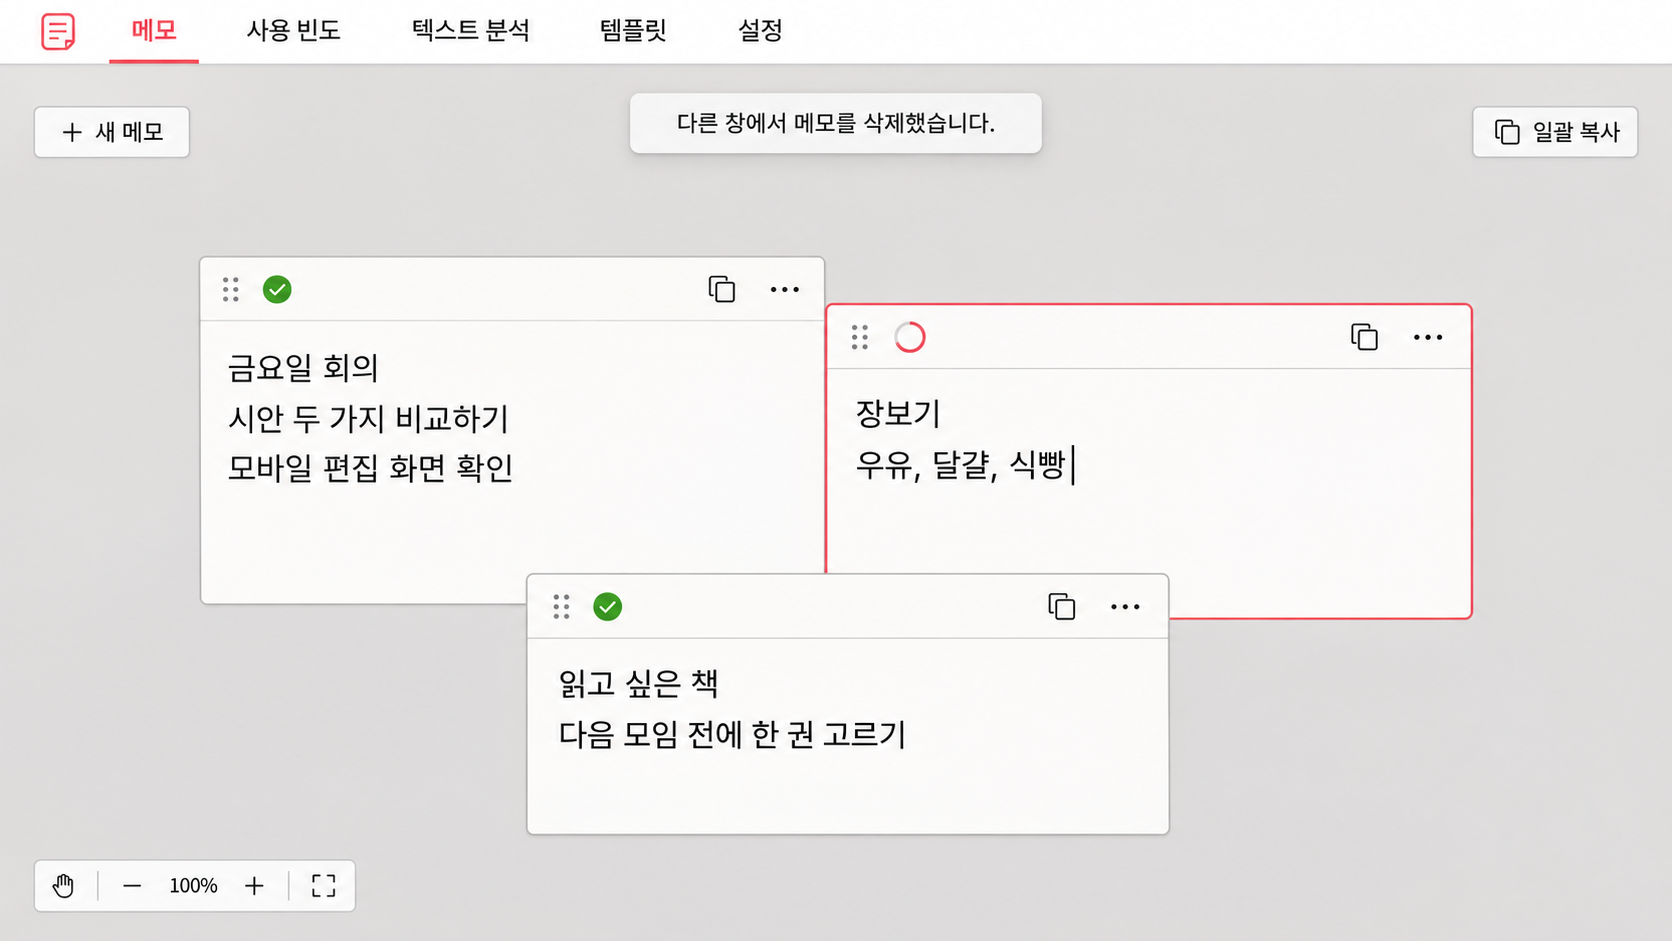 메모
사용 빈도
텍스트 분석
템플릿
설정
새 메모
다른 창에서 메모를 삭제했습니다.
일괄 복사
금요일 회의
시안 두 가지 비교하기
모바일 편집 화면 확인
장보기
우유, 달걀, 식빵
읽고 싶은 책
다음 모임 전에 한 권 고르기
100%